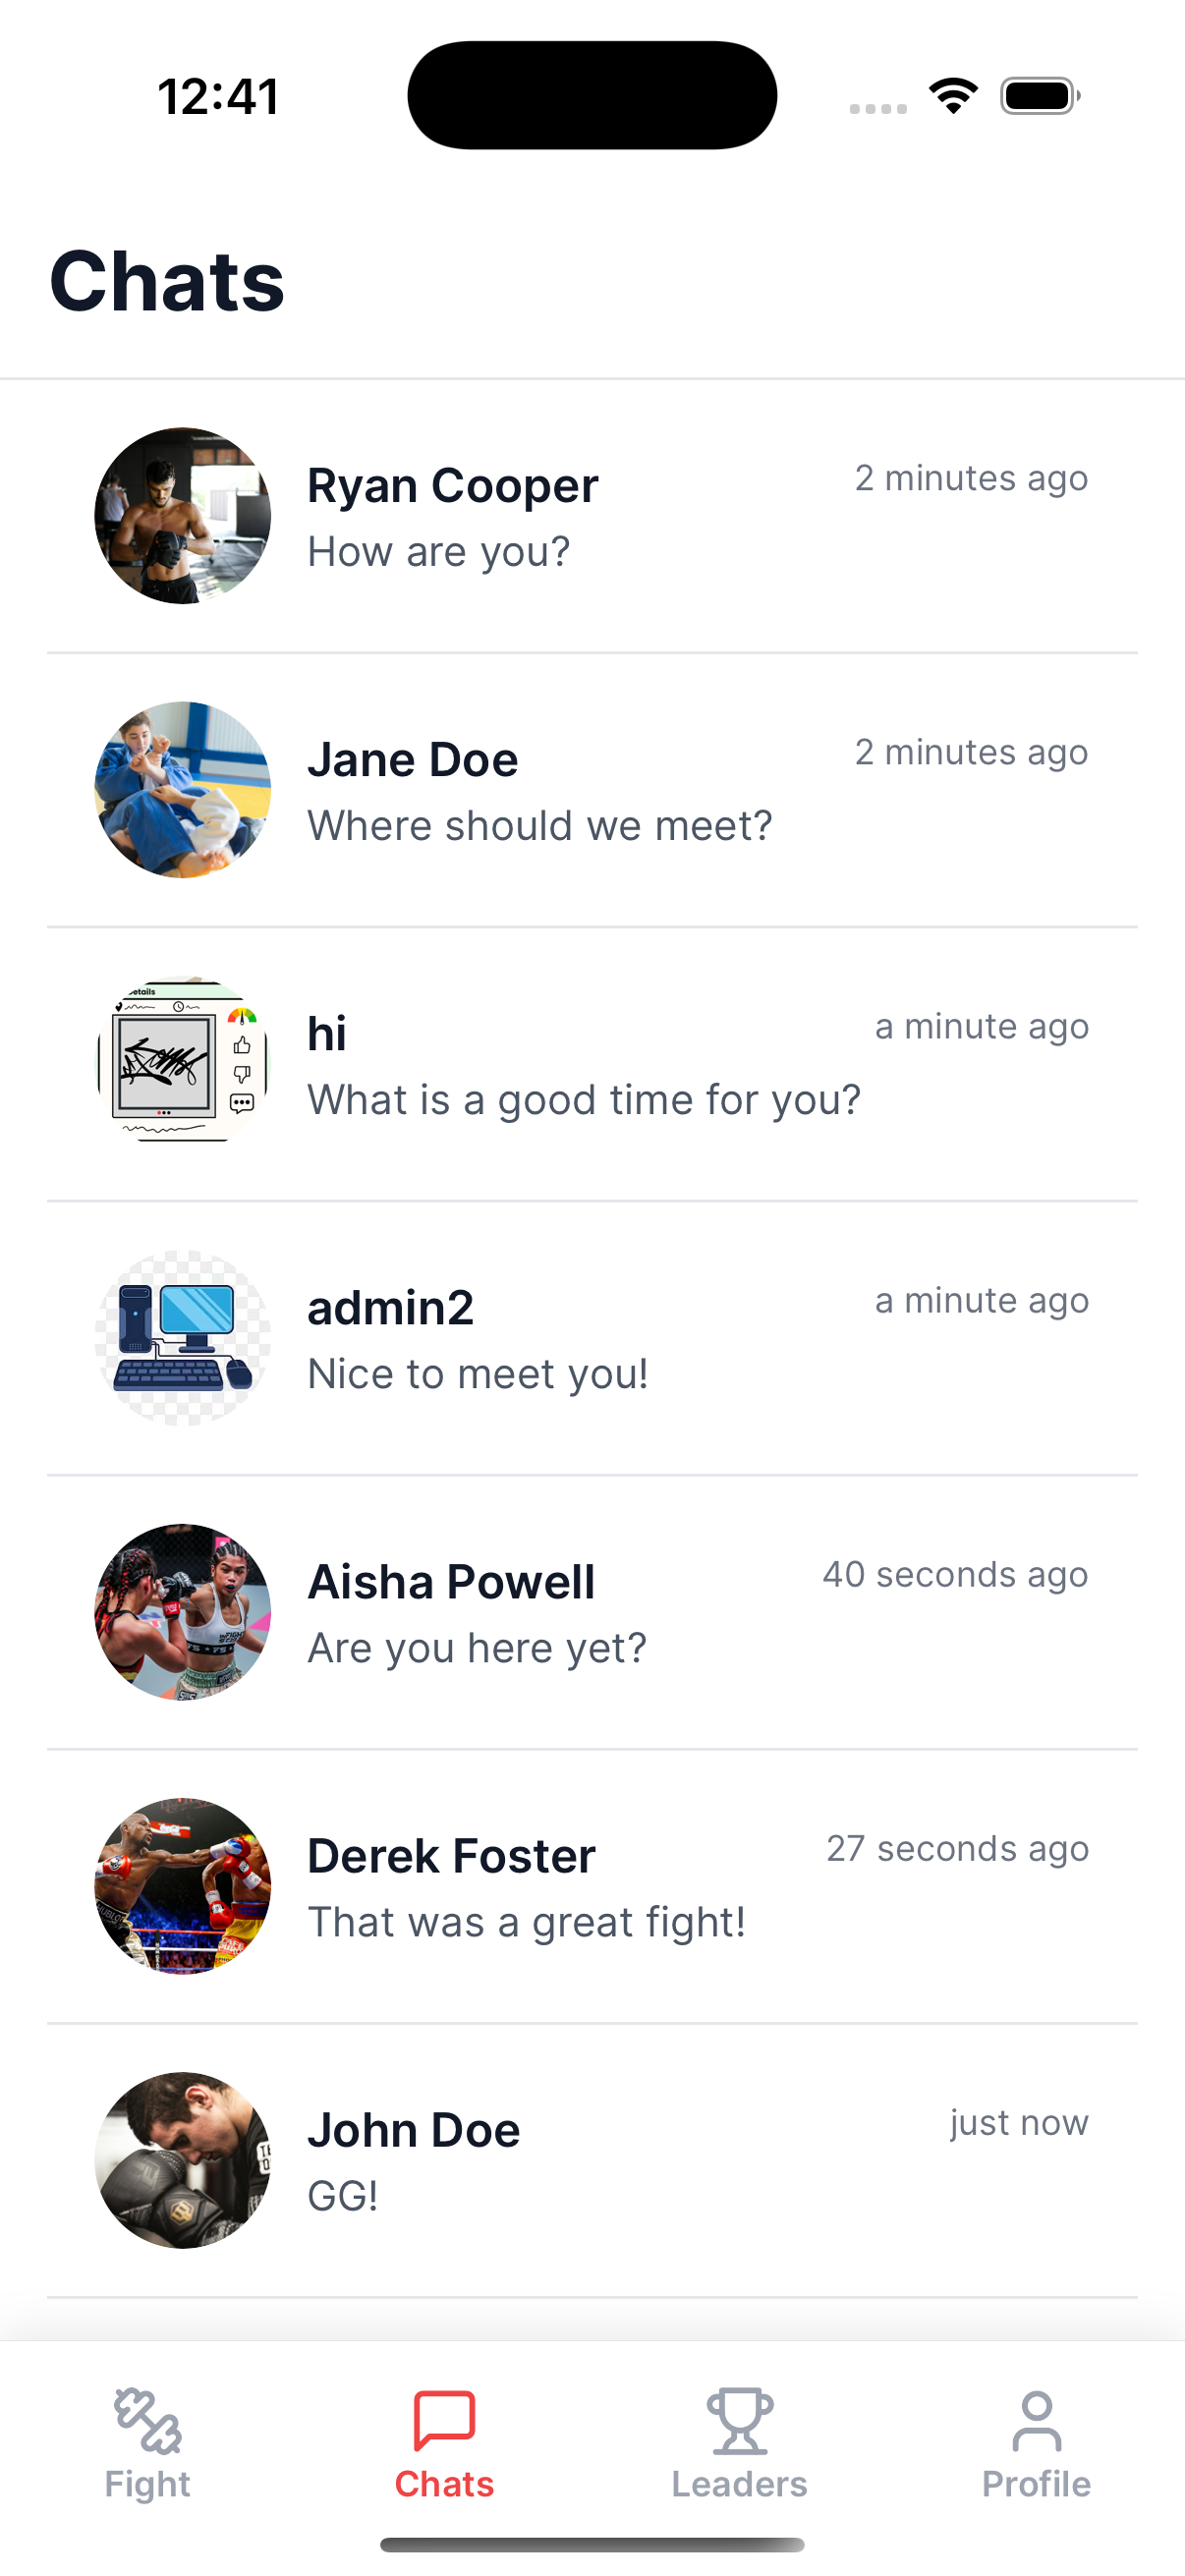 12:41
Chats
Ryan Cooper
2 minutes ago
How are you?
Jane Doe
2 minutes ago
Where should we meet?
hi
a minute ago
What is a good time for you?
admin2
a minute ago
Nice to meet you!
Aisha Powell
40 seconds ago
Are you here yet?
Derek Foster
27 seconds ago
That was a great fight!
John Doe
just now
GG!
Fight
Chats
Leaders
Profile